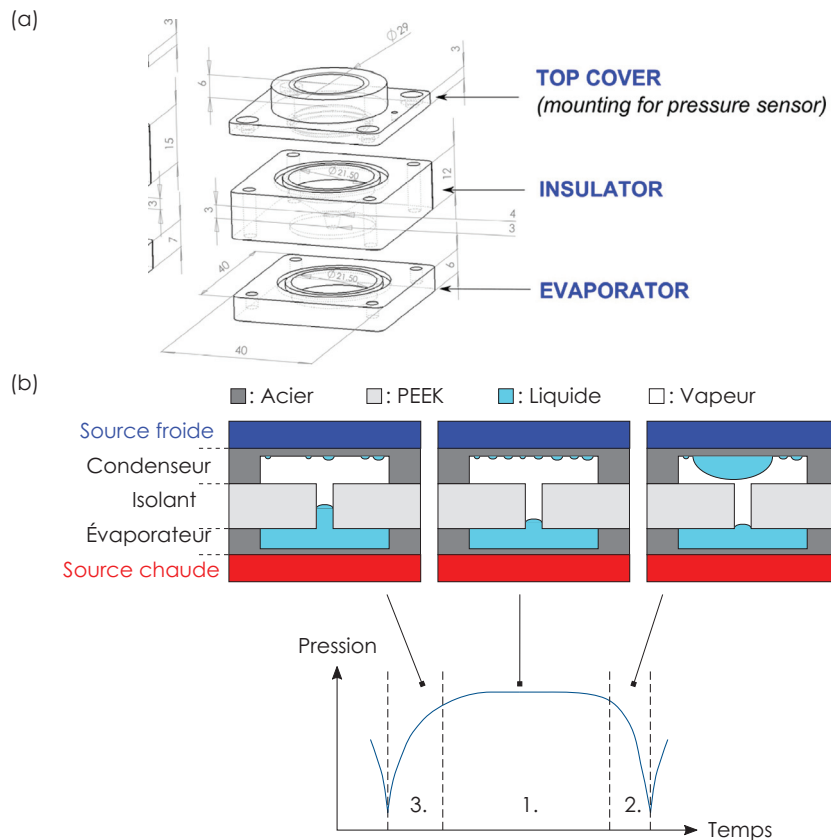 (a)
3
Ø29
3
6
TOP COVER
(mounting for pressure sensor)
15
Ø21.50
12
INSULATOR
3
3
4
3
7
40
Ø21.50
6
EVAPORATOR
40
(b)
: Acier : PEEK : Liquide : Vapeur
Source froide
Condenseur
Isolant
Évaporateur
Source chaude
Pression
3. 1. 2.
Temps